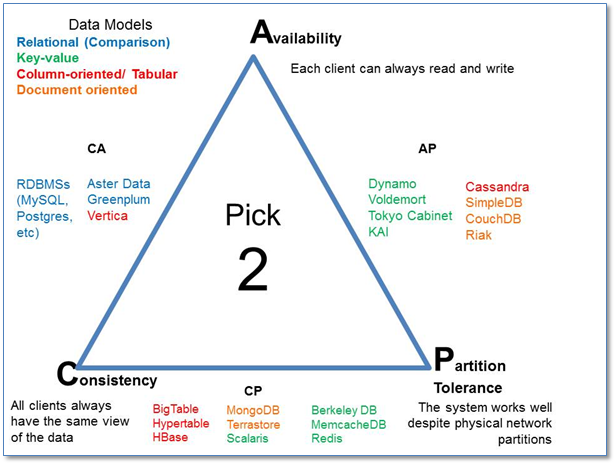 Data Models
Relational (Comparison)
Key-value
Column-oriented/ Tabular
Document oriented
Availability
Each client can always read and write
CA
RDBMSs
(MySQL,
Postgres,
etc)
Aster Data
Greenplum
Vertica
AP
Dynamo
Voldemort
Tokyo Cabinet
KAI
Cassandra
SimpleDB
CouchDB
Riak
Pick
2
Consistency
All clients always
have the same view
of the data
CP
BigTable
Hypertable
HBase
MongoDB
Terrastore
Scalaris
Berkeley DB
MemcacheDB
Redis
Partition
Tolerance
The system works well
despite physical network
partitions